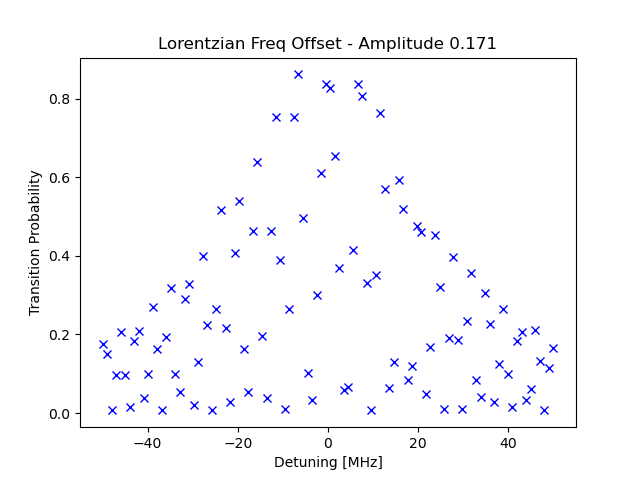 Lorentzian Freq Offset - Amplitude 0.171
0.8
0.6
0.4
0.2
0.0
Transition Probability
−40 −20 0 20 40
Detuning [MHz]